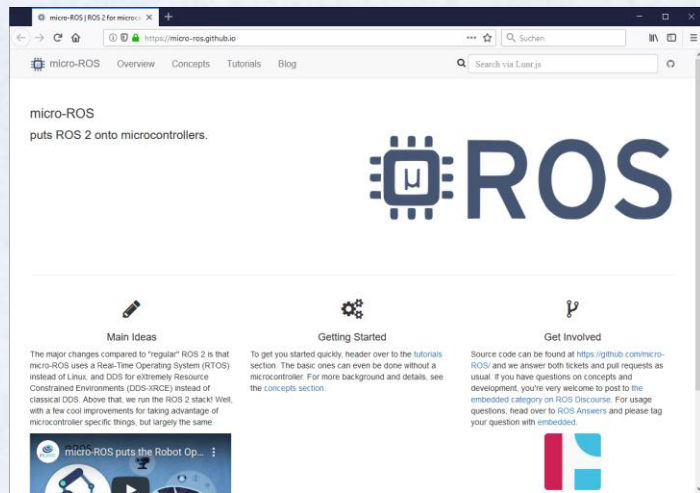 micro-ROS | ROS 2 for microc
https://micro-ros.github.io
Suchen
micro-ROS Overview Concepts Tutorials Blog
Search via Lunr.js
micro-ROS
puts ROS 2 onto microcontrollers.
μ ROS
Main Ideas
The major changes compared to "regular" ROS 2 is that
micro-ROS uses a Real-Time Operating System (RTOS)
instead of Linux, and DDS for eXtremely Resource
Constrained Environments (DDS-XRCE) instead of
classical DDS. Above that, we run the ROS 2 stack! Well,
with a few cool improvements for taking advantage of
microcontroller specific things, but largely the same.
micro-ROS puts the Robot Op...
Getting Started
To get you started quickly, header over to the tutorials
section. The basic ones can even be done without a
microcontroller. For more background and details, see
the concepts section.
Get Involved
Source code can be found at https://github.com/micro-
ROS/ and we answer both tickets and pull requests as
usual. If you have questions on concepts and
development, you're very welcome to post to the
embedded category on ROS Discourse. For usage
questions, head over to ROS Answers and please tag
your question with embedded.